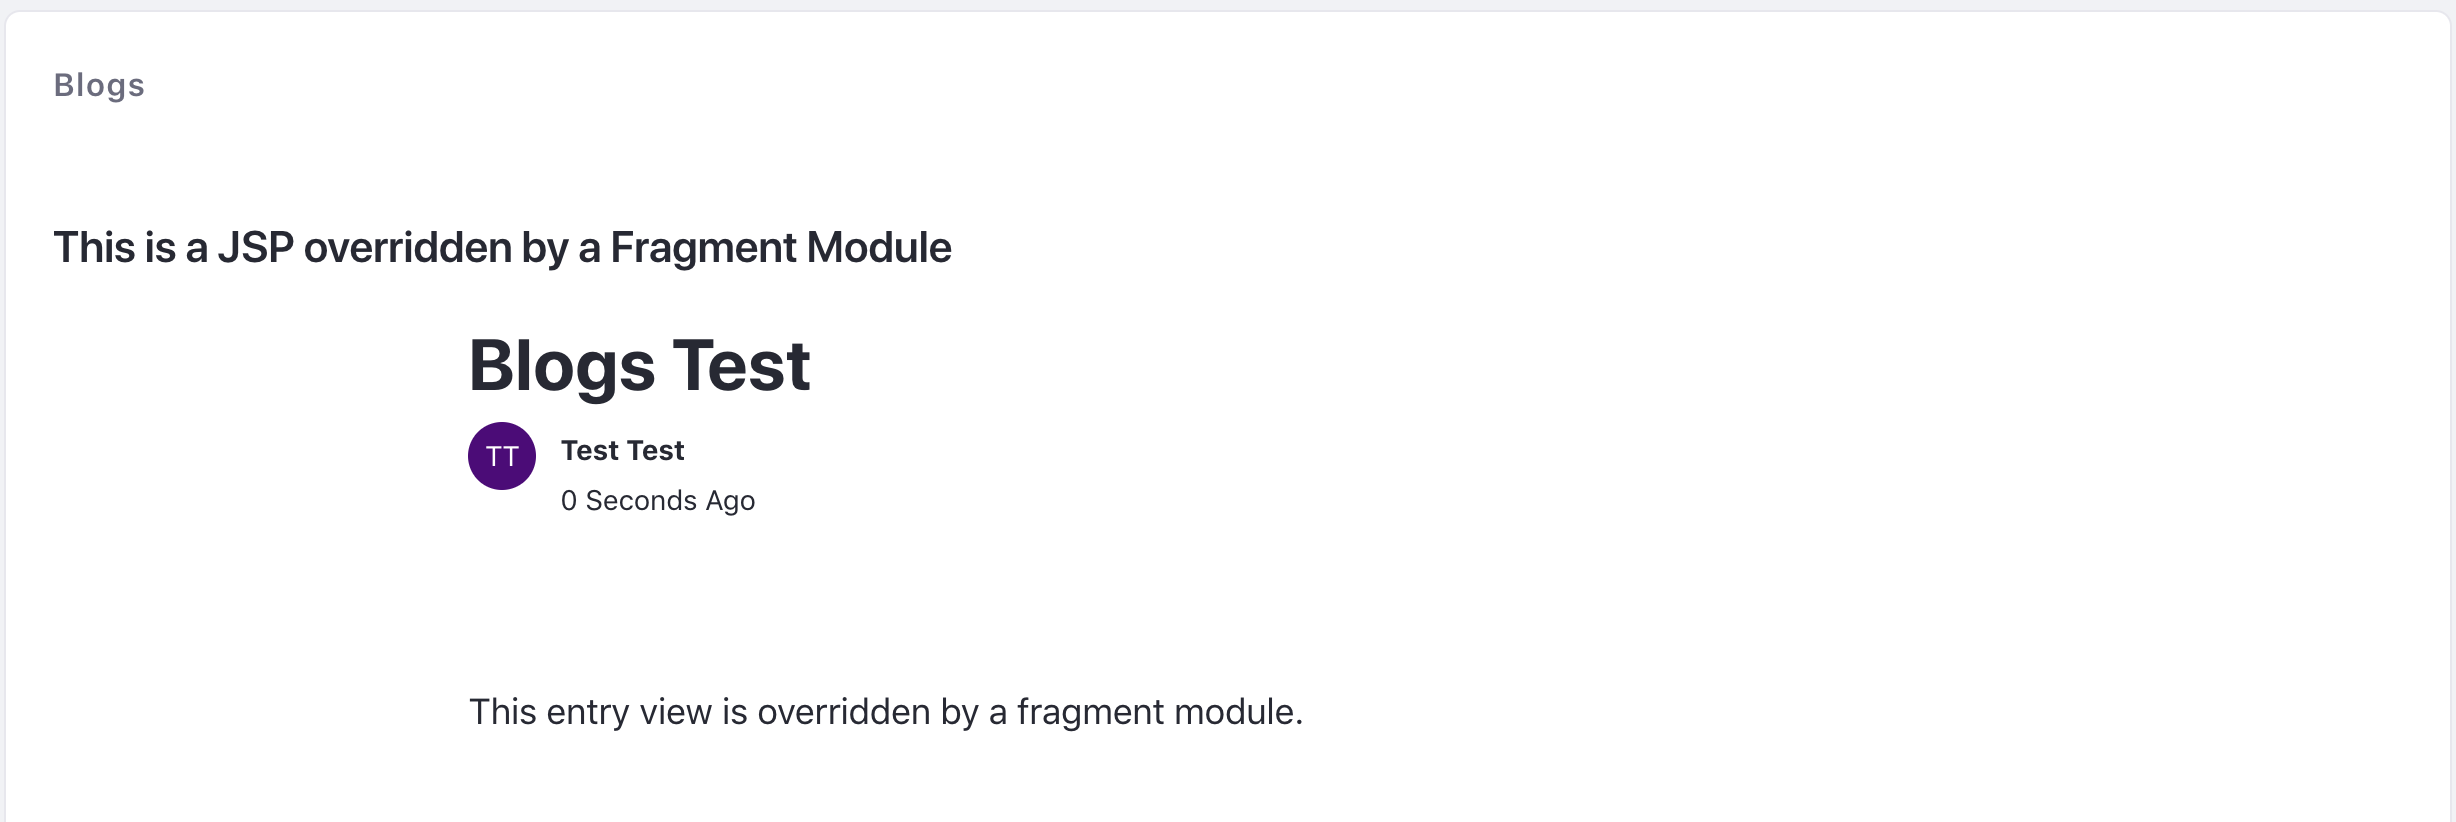 Blogs
This is a JSP overridden by a Fragment Module
Blogs Test
TT
Test Test
0 Seconds Ago
This entry view is overridden by a fragment module.